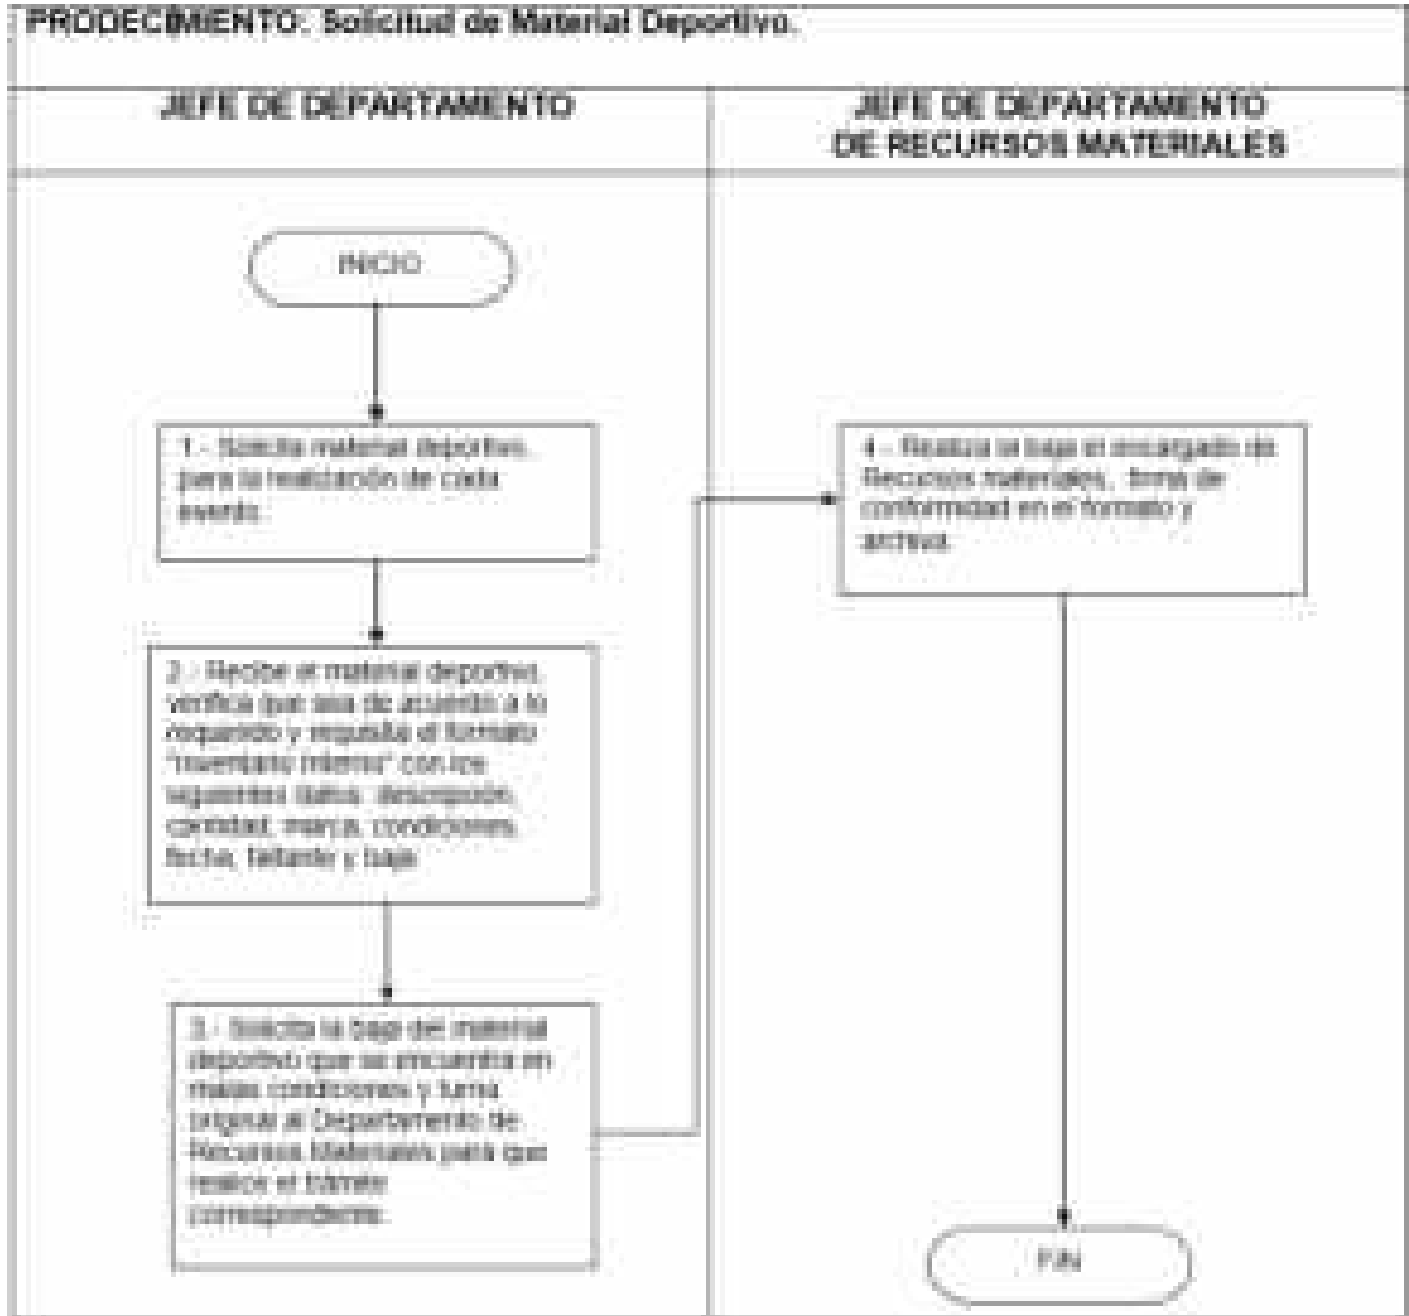 PRODECIMIENTO: Solicitud de Material Deportivo.
JEFE DE DEPARTAMENTO
JEFE DE DEPARTAMENTO
DE RECURSOS MATERIALES
INICIO
1.- Solicita material deportivo,
para la realización de cada
evento.
2.- Recibe el material deportivo,
verifica que sea de acuerdo a lo
requerido y requisita el formato
"inventario interno" con los
siguientes datos: descripción,
cantidad, marca, condiciones,
fecha, faltante y baja
3.- Solicita la baja del material
deportivo que se encuentra en
malas condiciones y turna
original al Departamento de
Recursos Materiales para que
realice el trámite
correspondiente.
4.- Realiza la baja el encargado de
Recursos materiales, firma de
conformidad en el formato y
archiva.
FIN